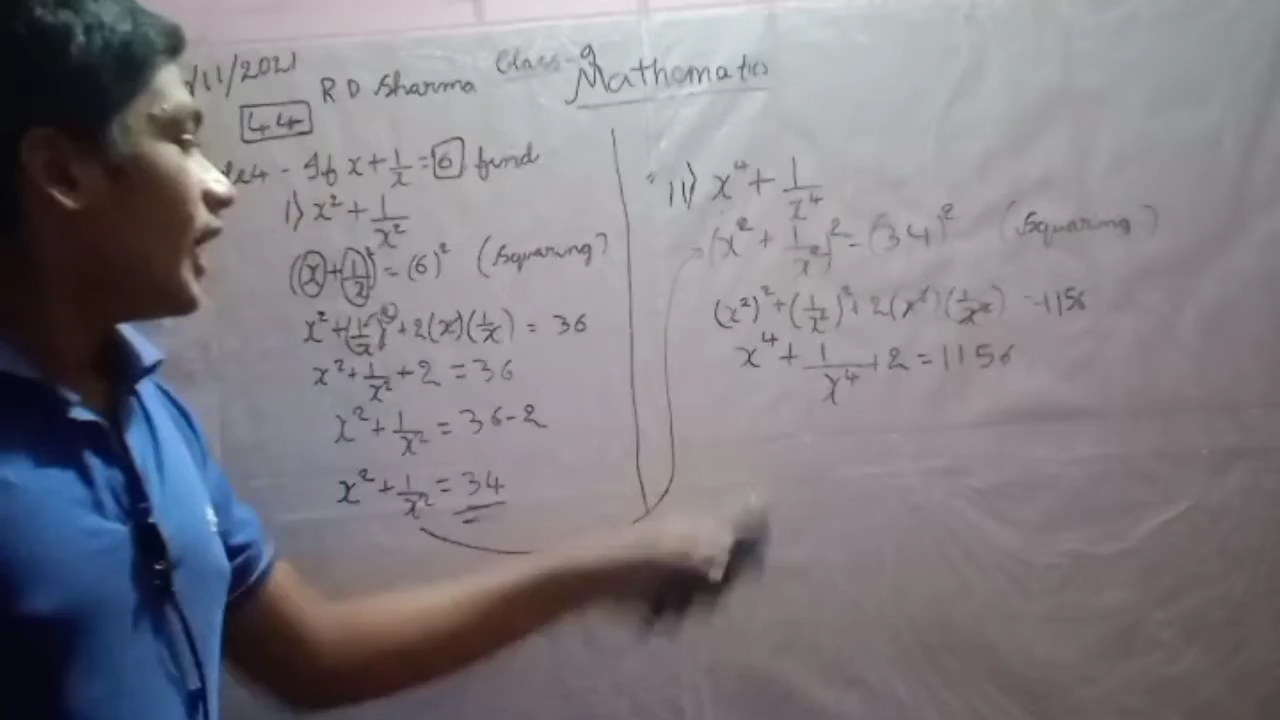 /11/2021 R D Sharma Class-9 Mathematics
44
4 - If x + 1/x = 6 find
i) x² + 1/x²
(x + 1/x)² = (6)² (Squaring)
x² + (1/x)² + 2(x)(1/x) = 36
x² + 1/x² + 2 = 36
x² + 1/x² = 36-2
x² + 1/x² = 34
ii) x⁴ + 1/x⁴
(x² + 1/x²)² = (34)² (Squaring)
(x²)² + (1/x²)² + 2(x²)(1/x²) = 1156
x⁴ + 1/x⁴ + 2 = 1156